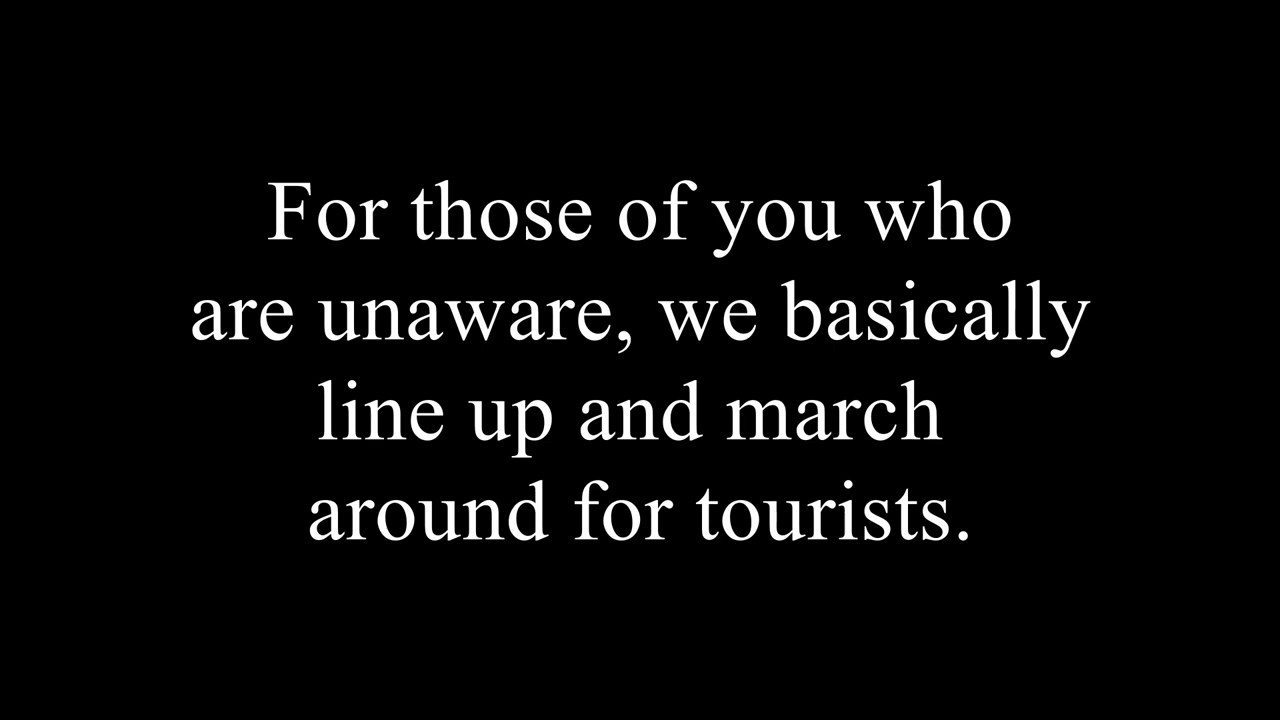 For those of you who
are unaware, we basically
line up and march
around for tourists.